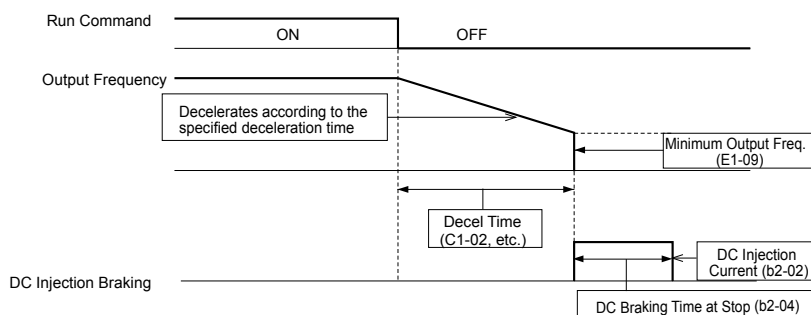 Run Command
ON
OFF
Output Frequency
Decelerates according to the
specified deceleration time
Minimum Output Freq.
(E1-09)
Decel Time
(C1-02, etc.)
DC Injection
Current (b2-02)
DC Injection Braking
DC Braking Time at Stop (b2-04)